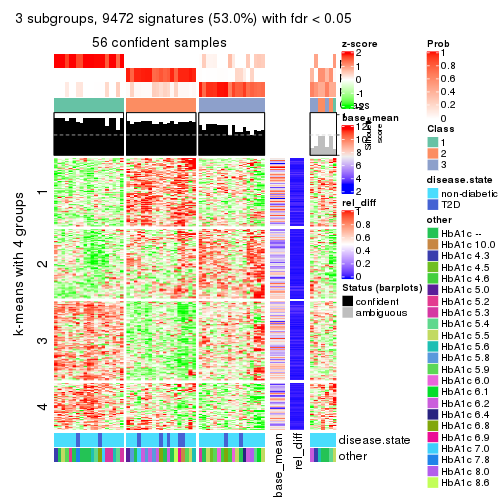 3 subgroups, 9472 signatures (53.0%) with fdr < 0.05
56 confident samples
k-means with 4 groups
1
2
3
4
base_mean
rel_diff
disease.state
other
z-score
2
1
0
-1
-2
base_mean
12
10
8
6
4
2
0
rel_diff
1
0.8
0.6
0.4
0.2
0
Status (barplots)
confident
ambiguous
Silhouette
score
Prob
1
0.8
0.6
0.4
0.2
0
Class
1
2
3
disease.state
non-diabetic
T2D
other
HbA1c --
HbA1c 10.0
HbA1c 4.3
HbA1c 4.5
HbA1c 4.6
HbA1c 5.0
HbA1c 5.2
HbA1c 5.3
HbA1c 5.4
HbA1c 5.5
HbA1c 5.6
HbA1c 5.8
HbA1c 5.9
HbA1c 6.0
HbA1c 6.1
HbA1c 6.2
HbA1c 6.4
HbA1c 6.8
HbA1c 6.9
HbA1c 7.0
HbA1c 7.8
HbA1c 8.0
HbA1c 8.6